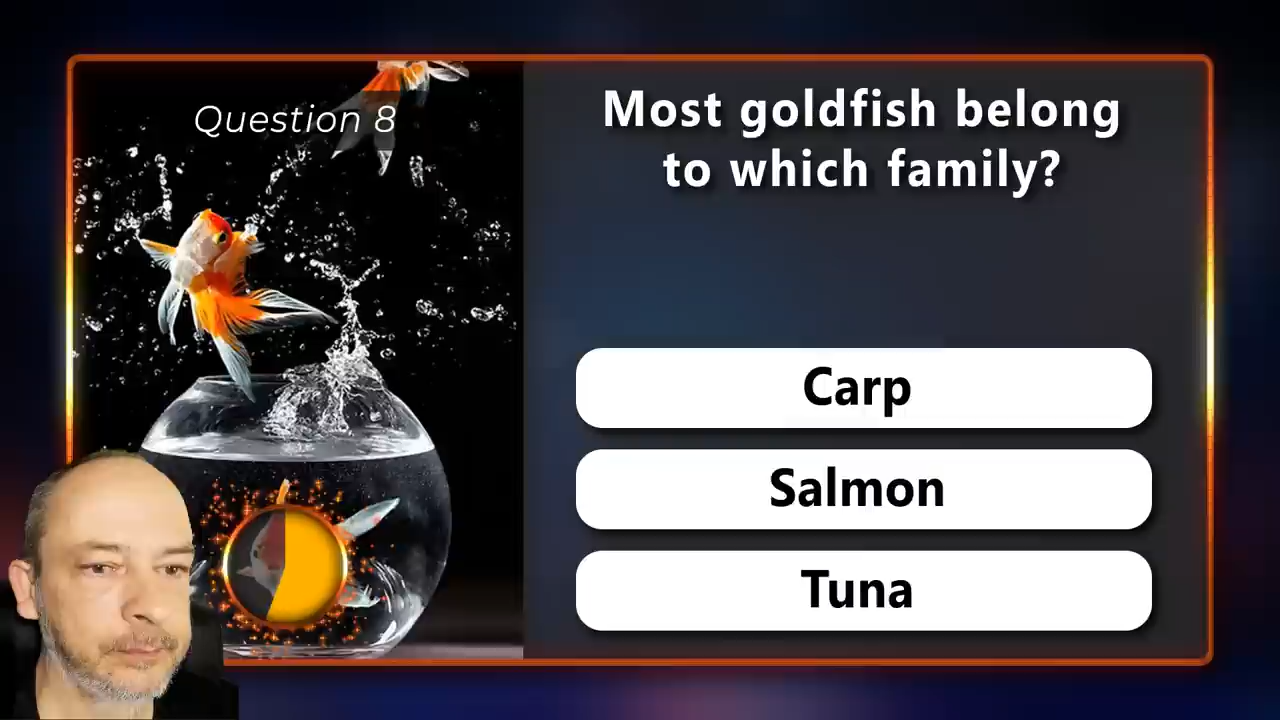 Question 8
Most goldfish belong
to which family?
Carp
Salmon
Tuna